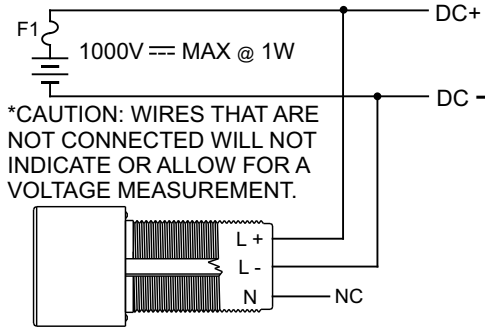 DC+
F1
1000V ⎓ MAX @ 1W
DC -
*CAUTION: WIRES THAT ARE
NOT CONNECTED WILL NOT
INDICATE OR ALLOW FOR A
VOLTAGE MEASUREMENT.
L +
L -
N
NC